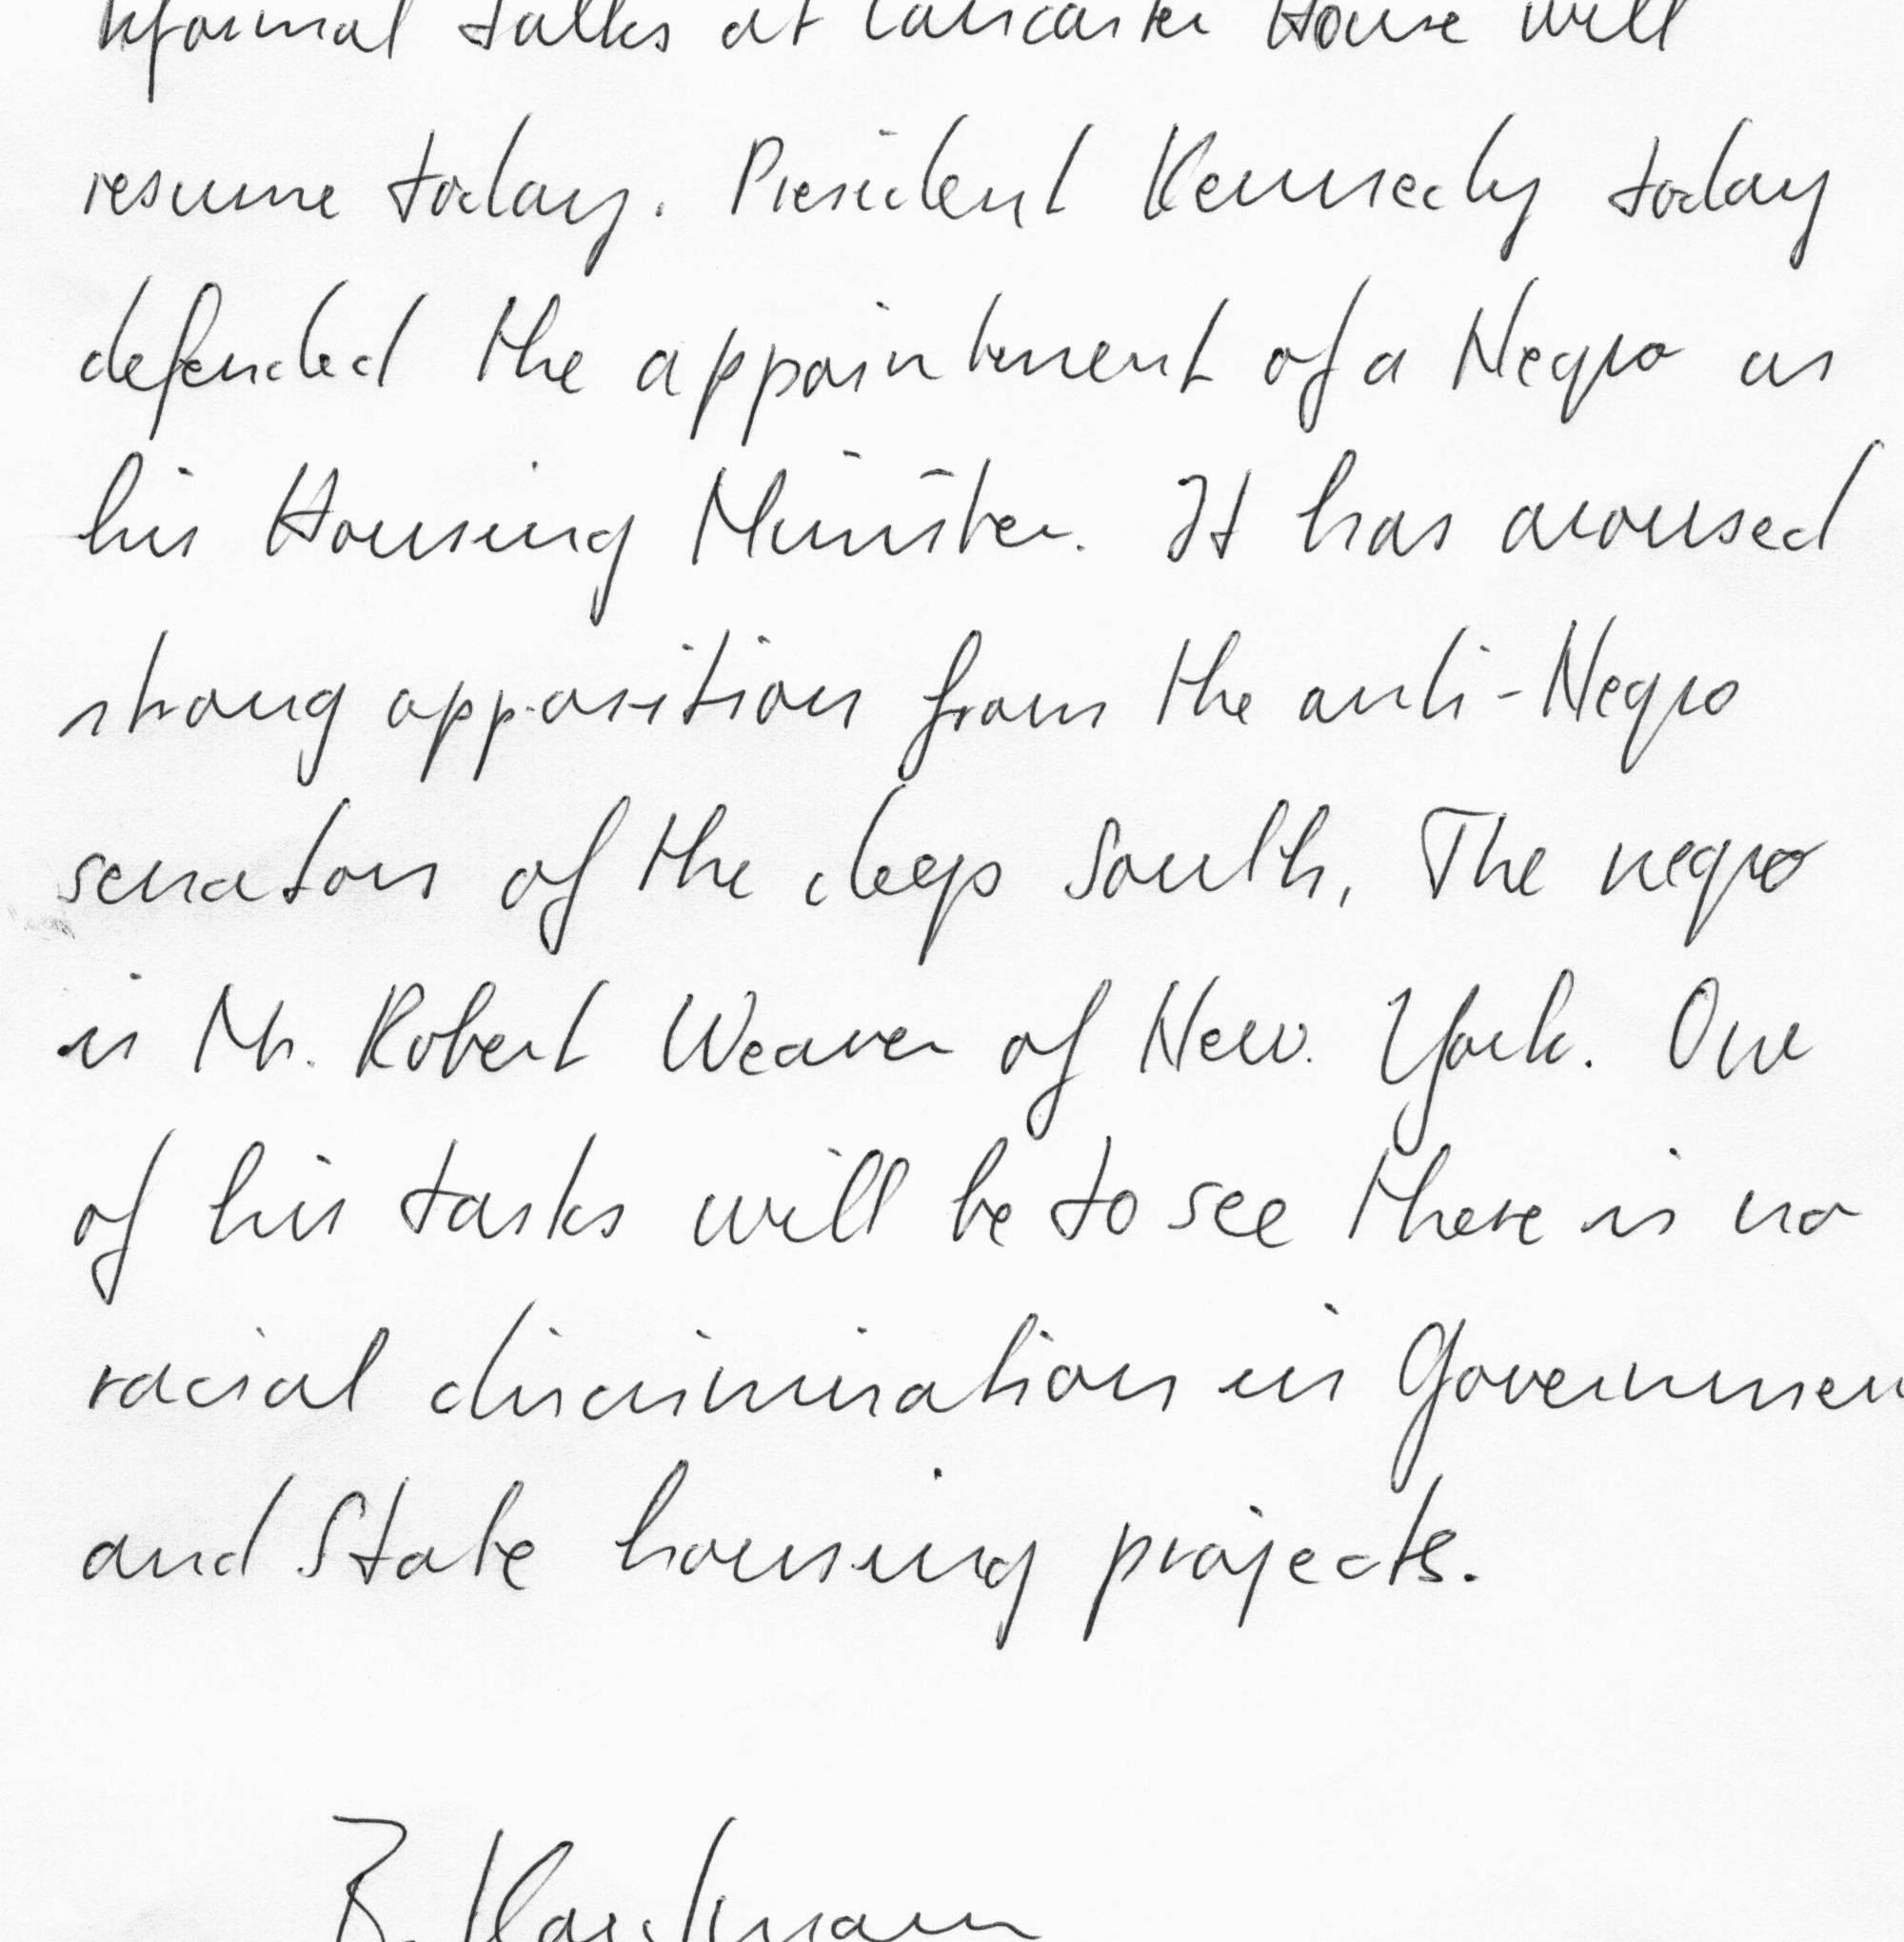 Informal talks at Lancaster House will
resume today. President Kennedy today
defended the appointment of a Negro as
his Housing Minister. It has aroused
strong opposition from the anti-Negro
senators of the deep South. The negro
is Mr. Robert Weaver of New York. One
of his tasks will be to see there is no
racial discrimination in Governmen
and State housing projects.